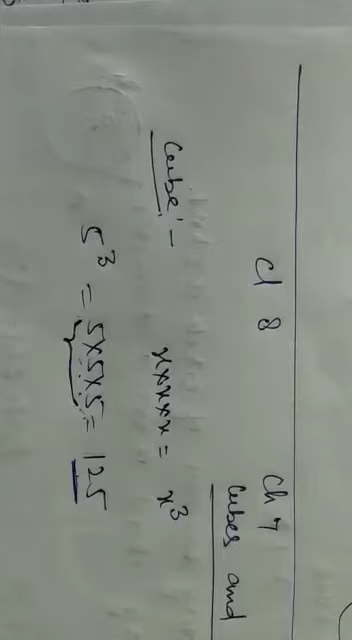 Cl 8 Ch 7
Cubes and
Cube :- x×x×x = x³
5³ = 5×5×5 = 125